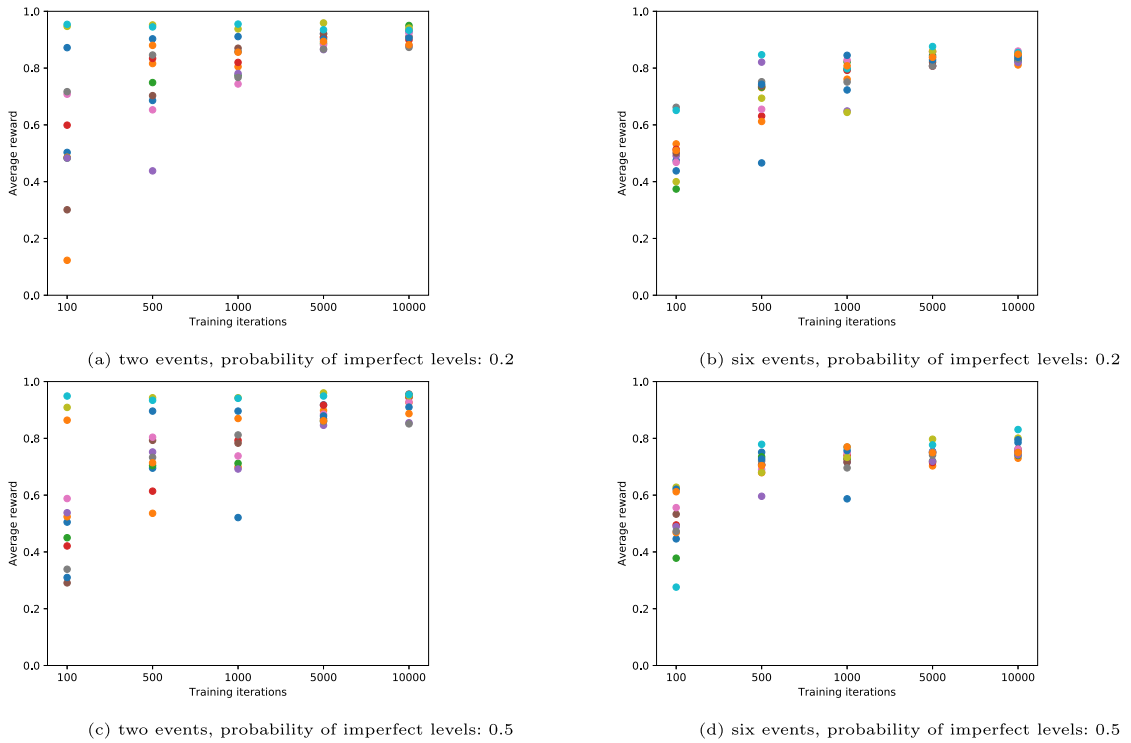 1.0
0.8
0.6
0.4
0.2
0.0
Average reward
100 500 1000 5000 10000
Training iterations
(a) two events, probability of imperfect levels: 0.2
1.0
0.8
0.6
0.4
0.2
0.0
Average reward
100 500 1000 5000 10000
Training iterations
(b) six events, probability of imperfect levels: 0.2
1.0
0.8
0.6
0.4
0.2
0.0
Average reward
100 500 1000 5000 10000
Training iterations
(c) two events, probability of imperfect levels: 0.5
1.0
0.8
0.6
0.4
0.2
0.0
Average reward
100 500 1000 5000 10000
Training iterations
(d) six events, probability of imperfect levels: 0.5